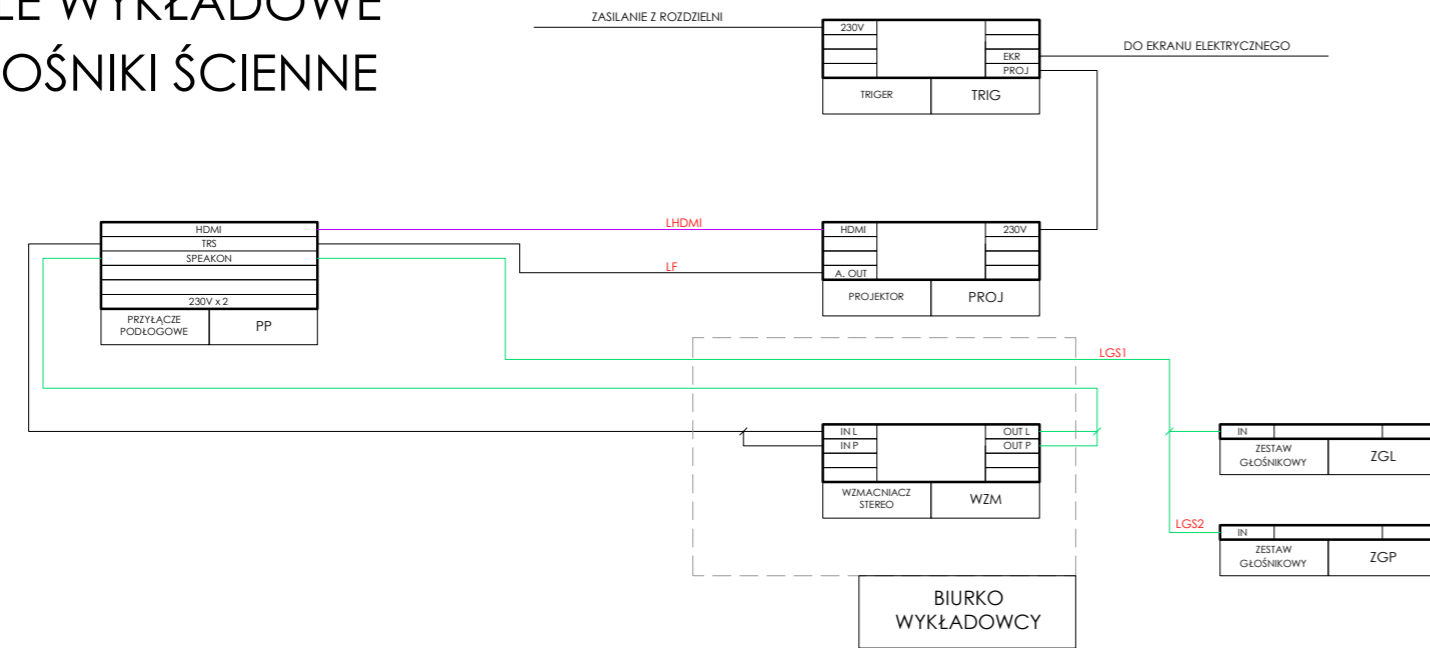 LE WYKŁADOWE
OŚNIKI ŚCIENNE
ZASILANIE Z ROZDZIELNI
230V
EKR
PROJ
TRIGER
TRIG
DO EKRANU ELEKTRYCZNEGO
HDMI
TRS
SPEAKON
230V x 2
PRZYŁĄCZE
PODŁOGOWE
PP
LHDMI
LF
HDMI
230V
A. OUT
PROJEKTOR
PROJ
LGS1
IN L
OUT L
IN P
OUT P
WZMACNIACZ
STEREO
WZM
IN
ZESTAW
GŁOŚNIKOWY
ZGL
LGS2
IN
ZESTAW
GŁOŚNIKOWY
ZGP
BIURKO
WYKŁADOWCY